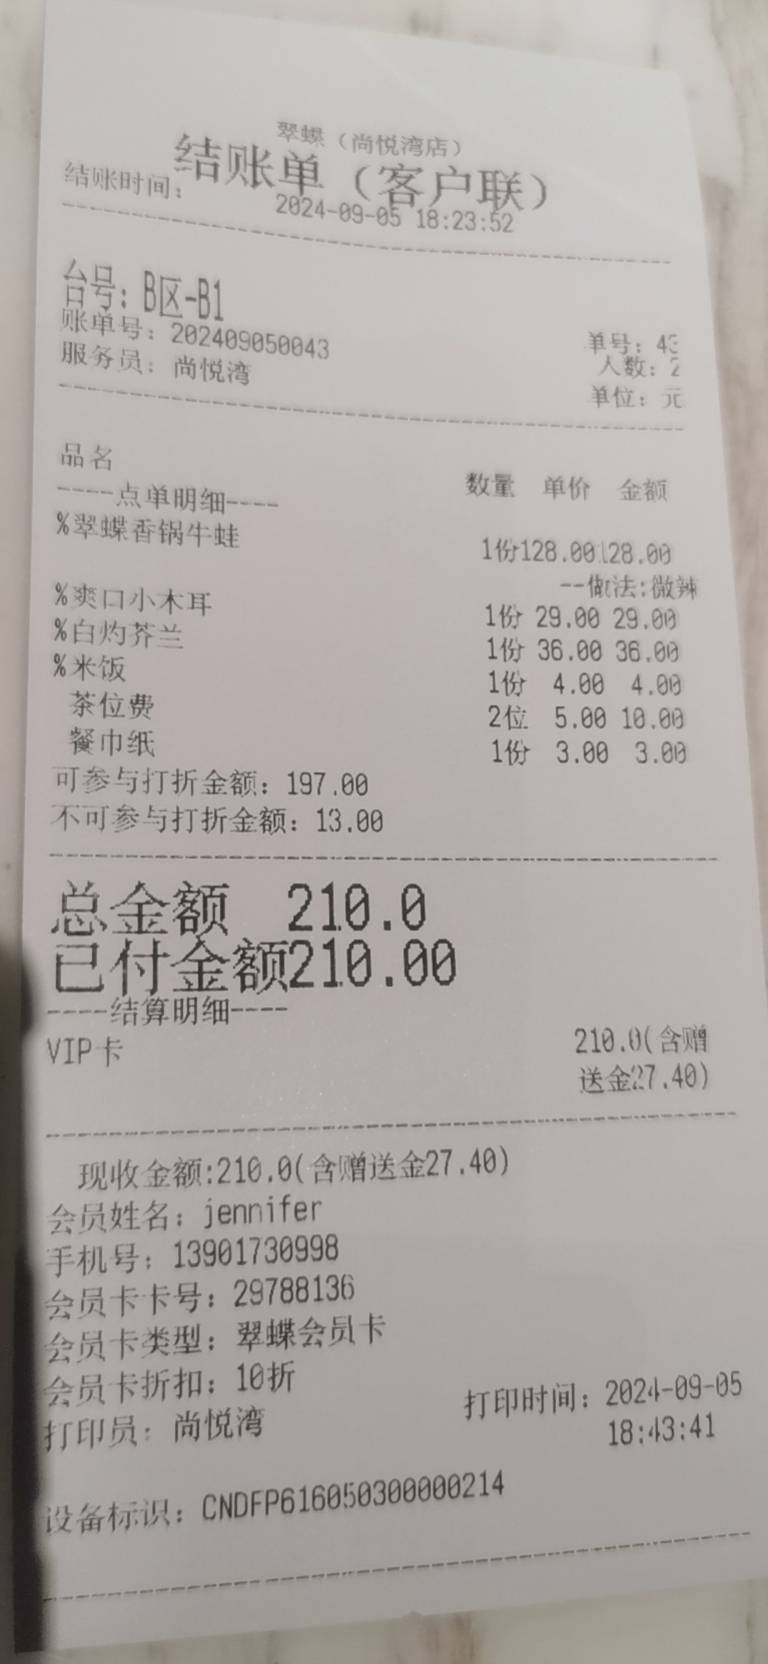 翠蝶（尚悦湾店）
结账单（客户联）
结账时间： 2024-09-05 18:23:52
台号：B区-B1
账单号：202409050043 单号：43
服务员：尚悦湾 人数：2
单位：元
品名 数量 单价 金额
----点单明细----
%翠蝶香锅牛蛙 1份128.00128.00
--做法:微辣
%爽口小木耳 1份 29.00 29.00
%白灼芥兰 1份 36.00 36.00
%米饭 1份 4.00 4.00
茶位费 2位 5.00 10.00
餐巾纸 1份 3.00 3.00
可参与打折金额：197.00
不可参与打折金额：13.00
总金额 210.0
已付金额210.00
----结算明细----
VIP卡 210.0(含赠
送金27.40)
现收金额:210.0(含赠送金27.40)
会员姓名：jennifer
手机号：13901730998
会员卡卡号：29788136
会员卡类型：翠蝶会员卡
会员卡折扣：10折
打印员：尚悦湾 打印时间：2024-09-05
18:43:41
设备标识：CNDFP616050300000214